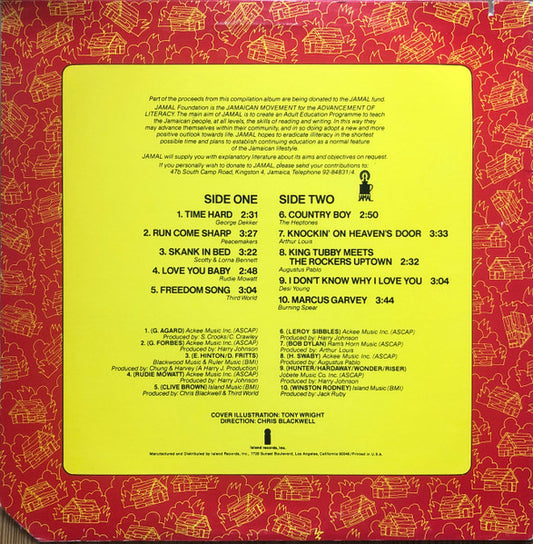 Part of the proceeds from this compilation album are being donated to the JAMAL fund.
JAMAL Foundation is the JAMAICAN MOVEMENT for the ADVANCEMENT OF
LITERACY. The main aim of JAMAL is to create an Adult Education Programme to teach
the Jamaican people, at all levels, the skills of reading and writing. In this way they
may advance themselves within their community, and in so doing adopt a new and more
positive outlook towards life. JAMAL hopes to eradicate illiteracy in the shortest
possible time and plans to establish continuing education as a normal feature
of the Jamaican lifestyle.
JAMAL will supply you with explanatory literature about its aims and objectives on request.
If you personally wish to donate to JAMAL, please send your contributions to:
47b South Camp Road, Kingston 4, Jamaica. Telephone 92-84831/4.
JAMAL
SIDE ONE
1. TIME HARD 2:31
George Dekker
2. RUN COME SHARP 3:27
Peacemakers
3. SKANK IN BED 3:22
Scotty & Lorna Bennett
4. LOVE YOU BABY 2:48
Rudie Mowatt
5. FREEDOM SONG 3:04
Third World
SIDE TWO
6. COUNTRY BOY 2:50
The Heptones
7. KNOCKIN' ON HEAVEN'S DOOR 3:33
Arthur Louis
8. KING TUBBY MEETS
THE ROCKERS UPTOWN 2:32
Augustus Pablo
9. I DON'T KNOW WHY I LOVE YOU 3:04
Desi Young
10. MARCUS GARVEY 3:44
Burning Spear
1. (G. AGARD) Ackee Music Inc. (ASCAP)
Produced by: S. Crooks/C. Crawley
2. (G. FORBES) Ackee Music Inc. (ASCAP)
Produced by: Harry Johnson
3. (E. HINTON/D. FRITTS)
Blackwood Music & Ruler Music (BMI)
Produced by: Chung & Harvey (A Harry J. Production)
4. (RUDIE MOWATT) Ackee Music Inc. (ASCAP)
Produced by: Harry Johnson
5. (CLIVE BROWN) Island Music (BMI)
Produced by: Chris Blackwell & Third World
6. (LEROY SIBBLES) Ackee Music Inc. (ASCAP)
Produced by: Harry Johnson
7. (BOB DYLAN) Ram's Horn Music (ASCAP)
Produced by: Arthur Louis
8. (H. SWABY) Ackee Music Inc. (ASCAP)
Produced by: Augustus Pablo
9. (HUNTER/HARDAWAY/WONDER/RISER)
Jobete Music Co. Inc. (ASCAP)
Produced by: Harry Johnson
10. (WINSTON RODNEY) Island Music (BMI)
Produced by: Jack Ruby
COVER ILLUSTRATION: TONY WRIGHT
DIRECTION: CHRIS BLACKWELL
island records, inc.
Manufactured and Distributed by Island Records, Inc., 7720 Sunset Boulevard, Los Angeles, California 90046/Printed in U.S.A.